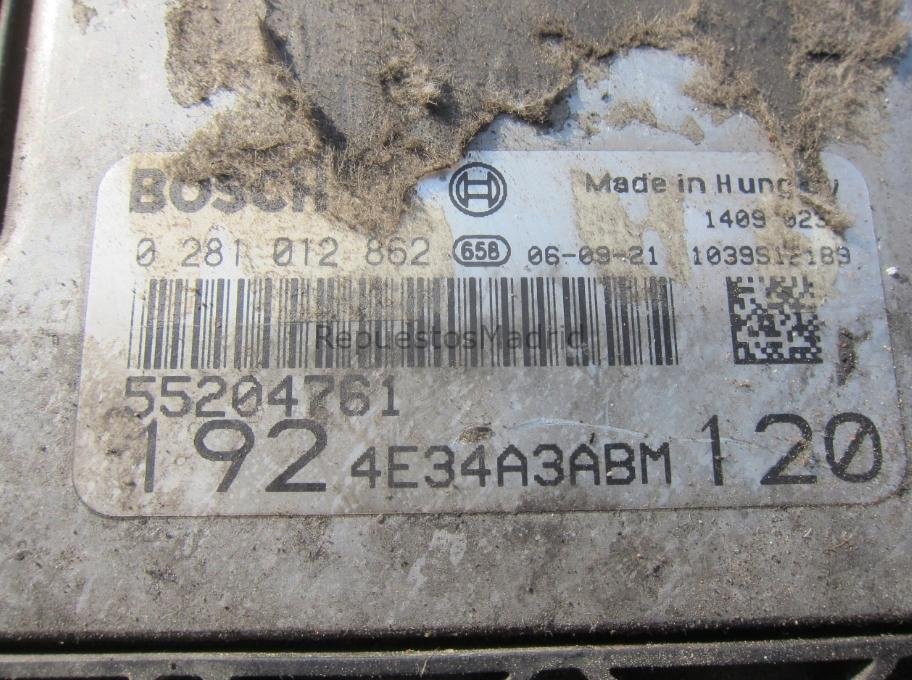 BOSCH
Made in Hungary
1409 023
0 281 012 862 658 06-09-21 1039S12189
RepuestosMadrid
55204761
192 4E34A3ABM 120